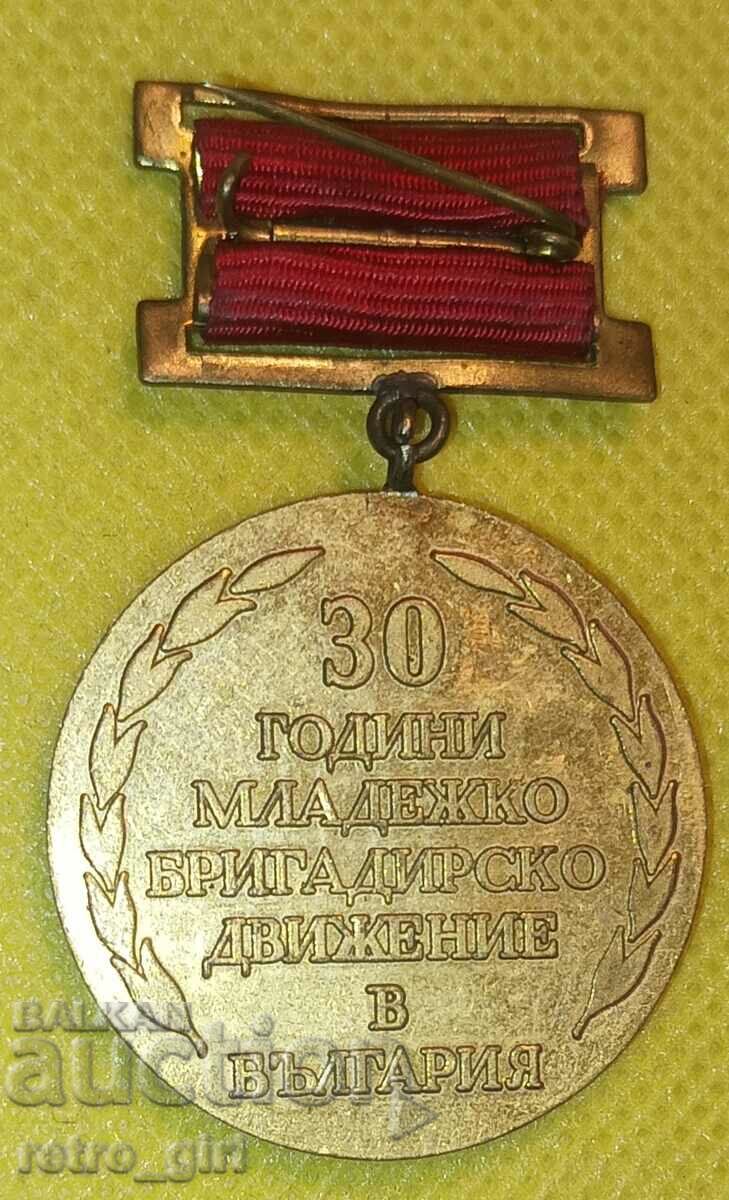 30
ГОДИНИ
МЛАДЕЖКО
БРИГАДИРСКО
ДВИЖЕНИЕ
В
БЪЛГАРИЯ
BALKAN
auction
retro_girl